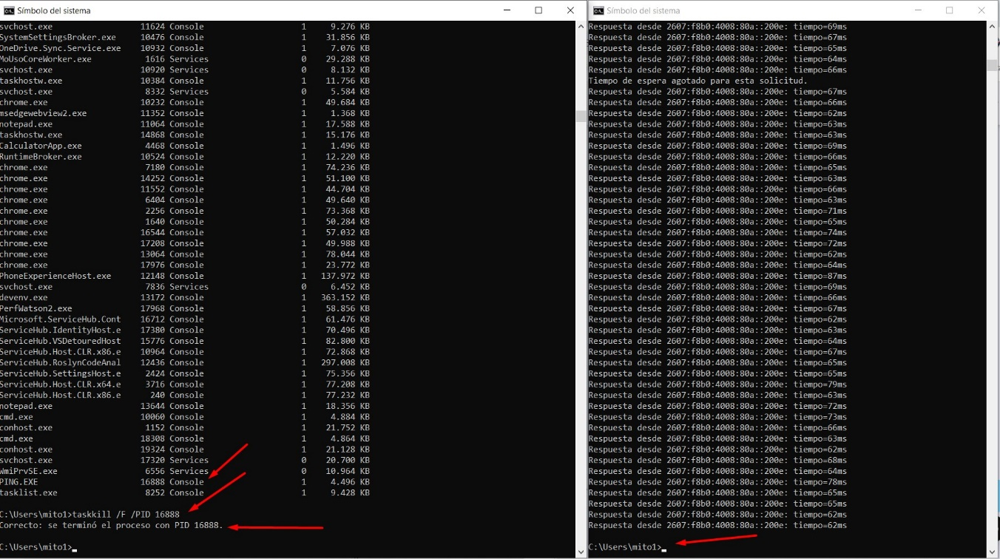 Símbolo del sistema
svchost.exe 11624 Console 1 9.276 KB
SystemSettingsBroker.exe 10476 Console 1 31.856 KB
OneDrive.Sync.Service.exe 10932 Console 1 7.076 KB
MoUsoCoreWorker.exe 1616 Services 0 29.288 KB
svchost.exe 10920 Services 0 8.132 KB
taskhostw.exe 10384 Console 1 11.756 KB
svchost.exe 8332 Services 0 5.584 KB
chrome.exe 10232 Console 1 49.684 KB
msedgewebview2.exe 11352 Console 1 1.368 KB
notepad.exe 11064 Console 1 17.588 KB
taskhostw.exe 14868 Console 1 15.176 KB
CalculatorApp.exe 4468 Console 1 1.496 KB
RuntimeBroker.exe 10524 Console 1 12.220 KB
chrome.exe 7180 Console 1 74.236 KB
chrome.exe 14252 Console 1 51.100 KB
chrome.exe 11552 Console 1 44.704 KB
chrome.exe 6404 Console 1 49.640 KB
chrome.exe 2256 Console 1 73.368 KB
chrome.exe 1640 Console 1 50.284 KB
chrome.exe 16544 Console 1 57.032 KB
chrome.exe 17208 Console 1 49.988 KB
chrome.exe 13064 Console 1 78.044 KB
chrome.exe 17976 Console 1 23.772 KB
PhoneExperienceHost.exe 12148 Console 1 137.972 KB
svchost.exe 7836 Services 0 6.452 KB
devenv.exe 13172 Console 1 363.152 KB
PerfWatson2.exe 17968 Console 1 58.856 KB
Microsoft.ServiceHub.Cont 16712 Console 1 61.476 KB
ServiceHub.IdentityHost.e 17380 Console 1 70.496 KB
ServiceHub.VSDetouredHost 15776 Console 1 82.800 KB
ServiceHub.Host.CLR.x86.e 10964 Console 1 72.868 KB
ServiceHub.RoslynCodeAnal 12436 Console 1 297.008 KB
ServiceHub.SettingsHost.e 2424 Console 1 75.356 KB
ServiceHub.Host.CLR.x64.e 3716 Console 1 77.208 KB
ServiceHub.Host.CLR.x86.e 240 Console 1 77.232 KB
notepad.exe 13644 Console 1 18.356 KB
cmd.exe 10060 Console 1 4.884 KB
conhost.exe 1152 Console 1 21.752 KB
cmd.exe 18308 Console 1 4.864 KB
conhost.exe 19324 Console 1 21.128 KB
svchost.exe 17320 Services 0 20.700 KB
WmiPrvSE.exe 6556 Services 0 10.964 KB
PING.EXE 16888 Console 1 4.496 KB
tasklist.exe 8252 Console 1 9.428 KB
C:\Users\mito1>taskkill /F /PID 16888
Correcto: se terminó el proceso con PID 16888.
C:\Users\mito1>
Símbolo del sistema
Respuesta desde 2607:f8b0:4008:80a::200e: tiempo=69ms
Respuesta desde 2607:f8b0:4008:80a::200e: tiempo=67ms
Respuesta desde 2607:f8b0:4008:80a::200e: tiempo=65ms
Respuesta desde 2607:f8b0:4008:80a::200e: tiempo=64ms
Respuesta desde 2607:f8b0:4008:80a::200e: tiempo=66ms
Tiempo de espera agotado para esta solicitud.
Respuesta desde 2607:f8b0:4008:80a::200e: tiempo=67ms
Respuesta desde 2607:f8b0:4008:80a::200e: tiempo=66ms
Respuesta desde 2607:f8b0:4008:80a::200e: tiempo=62ms
Respuesta desde 2607:f8b0:4008:80a::200e: tiempo=63ms
Respuesta desde 2607:f8b0:4008:80a::200e: tiempo=63ms
Respuesta desde 2607:f8b0:4008:80a::200e: tiempo=69ms
Respuesta desde 2607:f8b0:4008:80a::200e: tiempo=66ms
Respuesta desde 2607:f8b0:4008:80a::200e: tiempo=65ms
Respuesta desde 2607:f8b0:4008:80a::200e: tiempo=63ms
Respuesta desde 2607:f8b0:4008:80a::200e: tiempo=66ms
Respuesta desde 2607:f8b0:4008:80a::200e: tiempo=63ms
Respuesta desde 2607:f8b0:4008:80a::200e: tiempo=71ms
Respuesta desde 2607:f8b0:4008:80a::200e: tiempo=65ms
Respuesta desde 2607:f8b0:4008:80a::200e: tiempo=74ms
Respuesta desde 2607:f8b0:4008:80a::200e: tiempo=72ms
Respuesta desde 2607:f8b0:4008:80a::200e: tiempo=62ms
Respuesta desde 2607:f8b0:4008:80a::200e: tiempo=64ms
Respuesta desde 2607:f8b0:4008:80a::200e: tiempo=87ms
Respuesta desde 2607:f8b0:4008:80a::200e: tiempo=69ms
Respuesta desde 2607:f8b0:4008:80a::200e: tiempo=66ms
Respuesta desde 2607:f8b0:4008:80a::200e: tiempo=67ms
Respuesta desde 2607:f8b0:4008:80a::200e: tiempo=62ms
Respuesta desde 2607:f8b0:4008:80a::200e: tiempo=63ms
Respuesta desde 2607:f8b0:4008:80a::200e: tiempo=64ms
Respuesta desde 2607:f8b0:4008:80a::200e: tiempo=67ms
Respuesta desde 2607:f8b0:4008:80a::200e: tiempo=65ms
Respuesta desde 2607:f8b0:4008:80a::200e: tiempo=65ms
Respuesta desde 2607:f8b0:4008:80a::200e: tiempo=79ms
Respuesta desde 2607:f8b0:4008:80a::200e: tiempo=63ms
Respuesta desde 2607:f8b0:4008:80a::200e: tiempo=72ms
Respuesta desde 2607:f8b0:4008:80a::200e: tiempo=73ms
Respuesta desde 2607:f8b0:4008:80a::200e: tiempo=66ms
Respuesta desde 2607:f8b0:4008:80a::200e: tiempo=63ms
Respuesta desde 2607:f8b0:4008:80a::200e: tiempo=62ms
Respuesta desde 2607:f8b0:4008:80a::200e: tiempo=68ms
Respuesta desde 2607:f8b0:4008:80a::200e: tiempo=64ms
Respuesta desde 2607:f8b0:4008:80a::200e: tiempo=78ms
Respuesta desde 2607:f8b0:4008:80a::200e: tiempo=65ms
Respuesta desde 2607:f8b0:4008:80a::200e: tiempo=65ms
Respuesta desde 2607:f8b0:4008:80a::200e: tiempo=62ms
Respuesta desde 2607:f8b0:4008:80a::200e: tiempo=62ms
C:\Users\mito1>